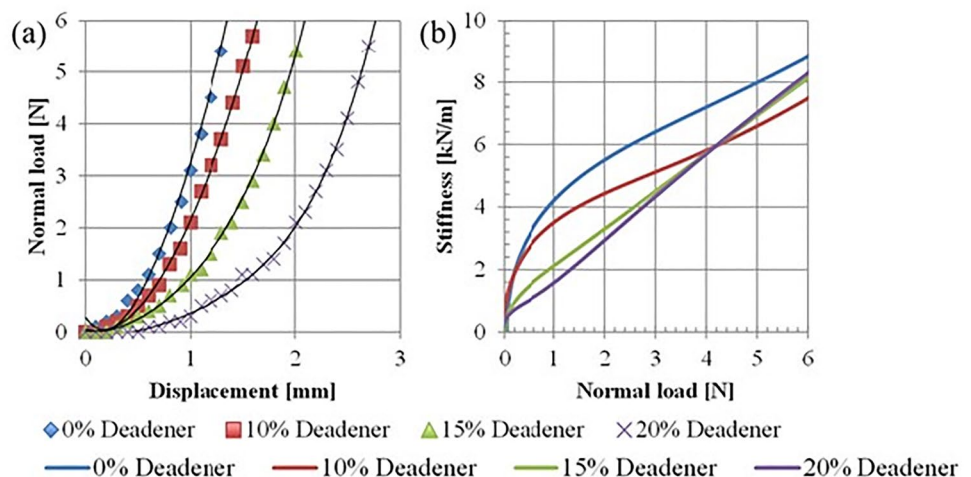 (a)
Normal load [N]
6
5
4
3
2
1
0
0 1 2 3
Displacement [mm]
(b)
Stiffness [kN/m]
10
8
6
4
2
0
0 1 2 3 4 5 6
Normal load [N]
0% Deadener 10% Deadener 15% Deadener 20% Deadener
0% Deadener 10% Deadener 15% Deadener 20% Deadener